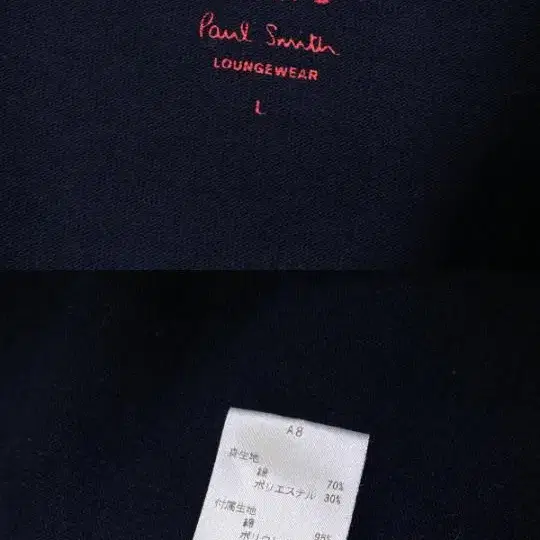 Paul Smith
LOUNGEWEAR
L
A8
身生地
綿 70%
ポリエステル 30%
付属生地
綿 95%